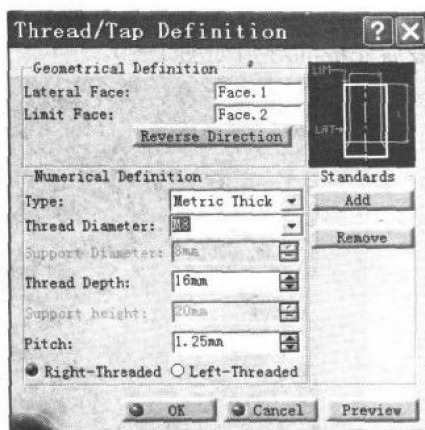 Thread/Tap Definition
Geometrical Definition
LIM
Lateral Face: Face.1
Limit Face: Face.2
LAT
Reverse Direction
Numerical Definition
Standards
Type: Metric Thick
Add
Thread Diameter: M8
Support Diameter: 8mm
Remove
Thread Depth: 16mm
Support height: 20mm
Pitch: 1.25mm
Right-Threaded Left-Threaded
OK Cancel Preview